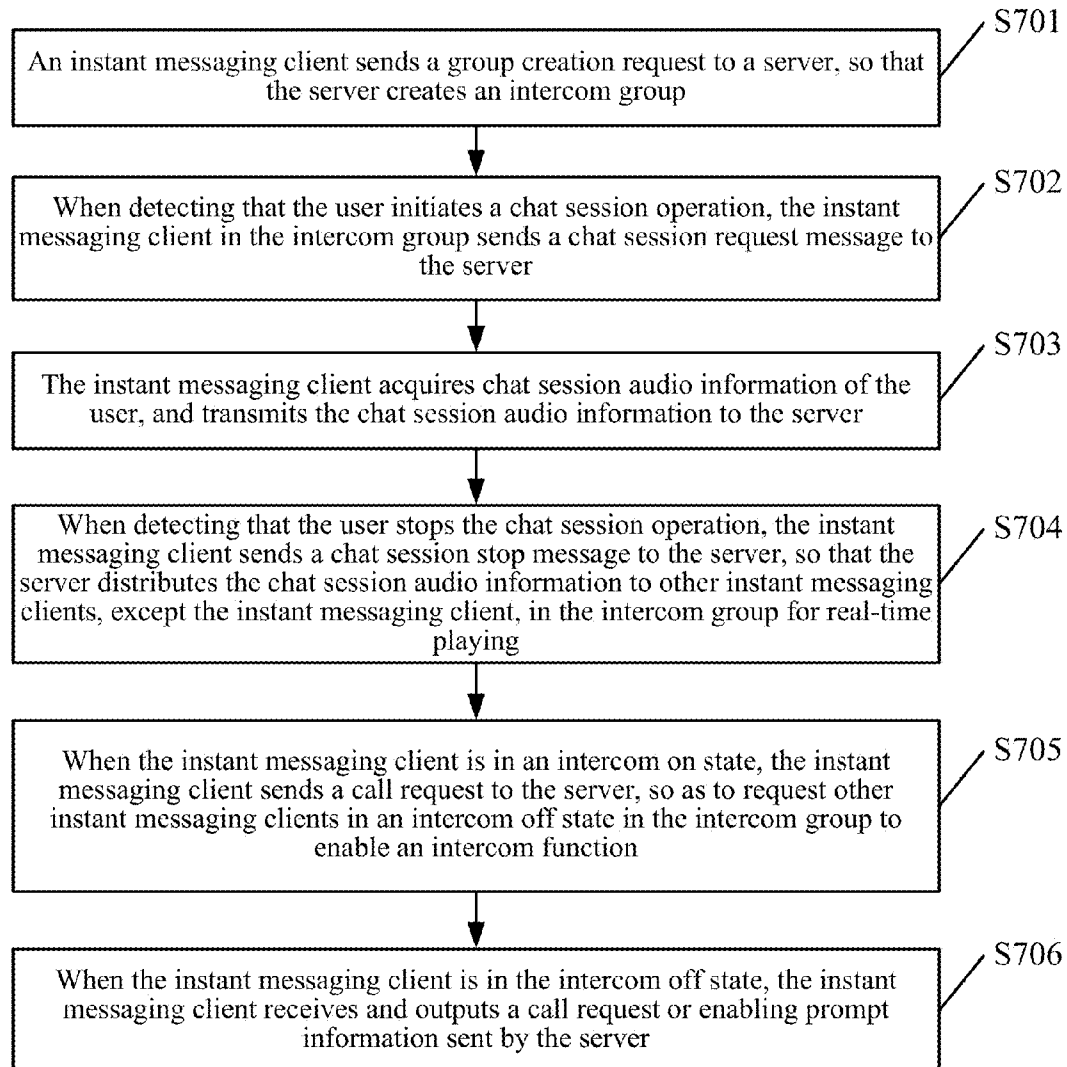 S701
An instant messaging client sends a group creation request to a server, so that
the server creates an intercom group
S702
When detecting that the user initiates a chat session operation, the instant
messaging client in the intercom group sends a chat session request message to
the server
S703
The instant messaging client acquires chat session audio information of the
user, and transmits the chat session audio information to the server
S704
When detecting that the user stops the chat session operation, the instant
messaging client sends a chat session stop message to the server, so that the
server distributes the chat session audio information to other instant messaging
clients, except the instant messaging client, in the intercom group for real-time
playing
S705
When the instant messaging client is in an intercom on state, the instant
messaging client sends a call request to the server, so as to request other
instant messaging clients in an intercom off state in the intercom group to
enable an intercom function
S706
When the instant messaging client is in the intercom off state, the instant
messaging client receives and outputs a call request or enabling prompt
information sent by the server